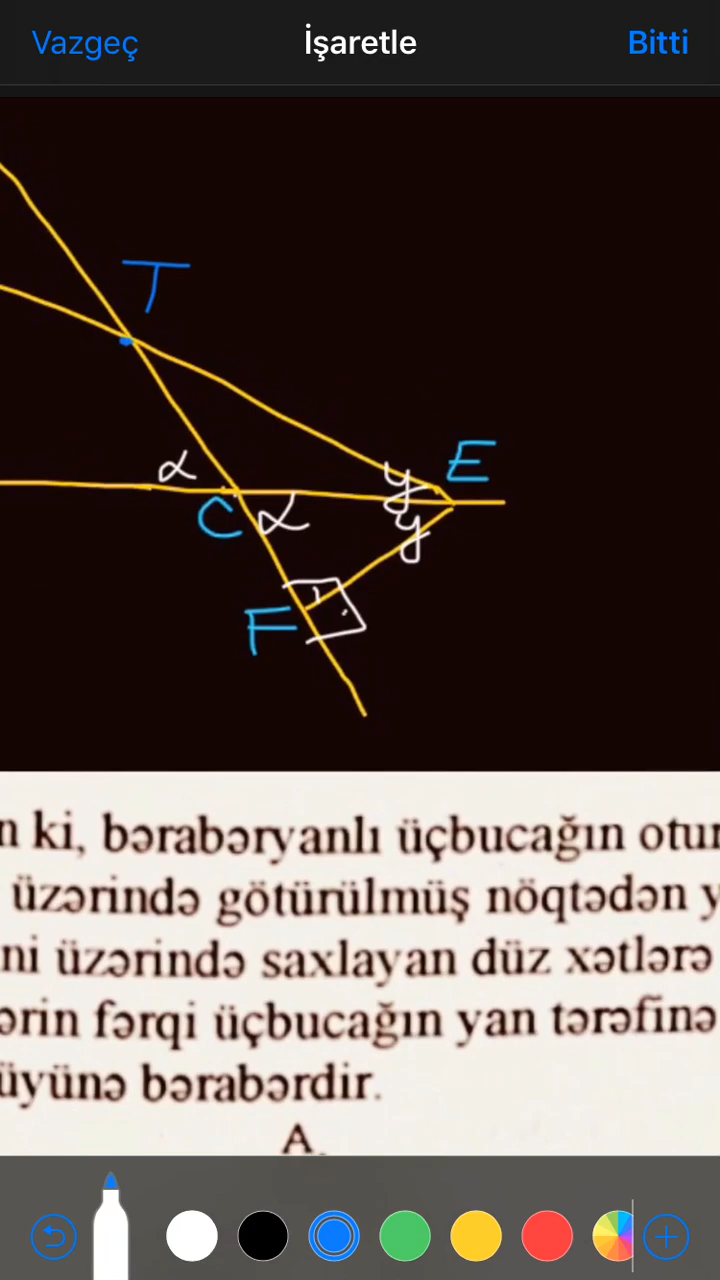 Vazgeç İşaretle Bitti
T
E
α
y
C α y
F
n ki, bərabəryanlı üçbucağın otur
üzərində götürülmüş nöqtədən y
ni üzərində saxlayan düz xətlərə
ərin fərqi üçbucağın yan tərəfinə
üyünə bərabərdir.
A